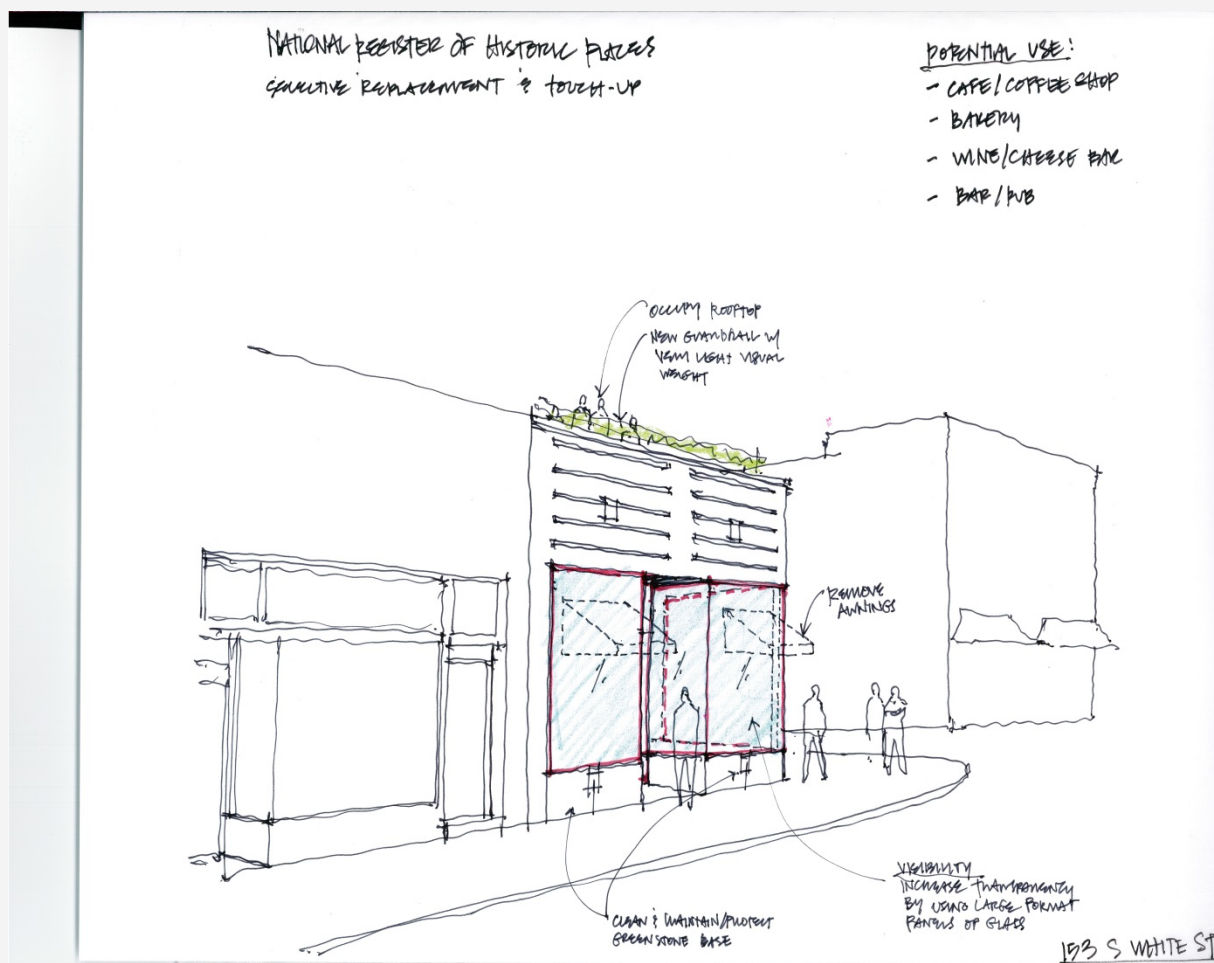 NATIONAL REGISTER OF HISTORIC PLACES
SELECTIVE REPLACEMENT & TOUCH-UP
POTENTIAL USE:
- CAFE/COFFEE SHOP
- BAKERY
- WINE/CHEESE BAR
- BAR/PUB
OCCUPY ROOFTOP
NEW GUARDRAIL W/
VERY LIGHT VISUAL
WEIGHT
REMOVE
AWNINGS
VISIBILITY
INCREASE TRANSPARENCY
BY USING LARGE FORMAT
PANELS OF GLASS
CLEAN & MAINTAIN/PROTECT
GREENSTONE BASE
153 S WHITE ST